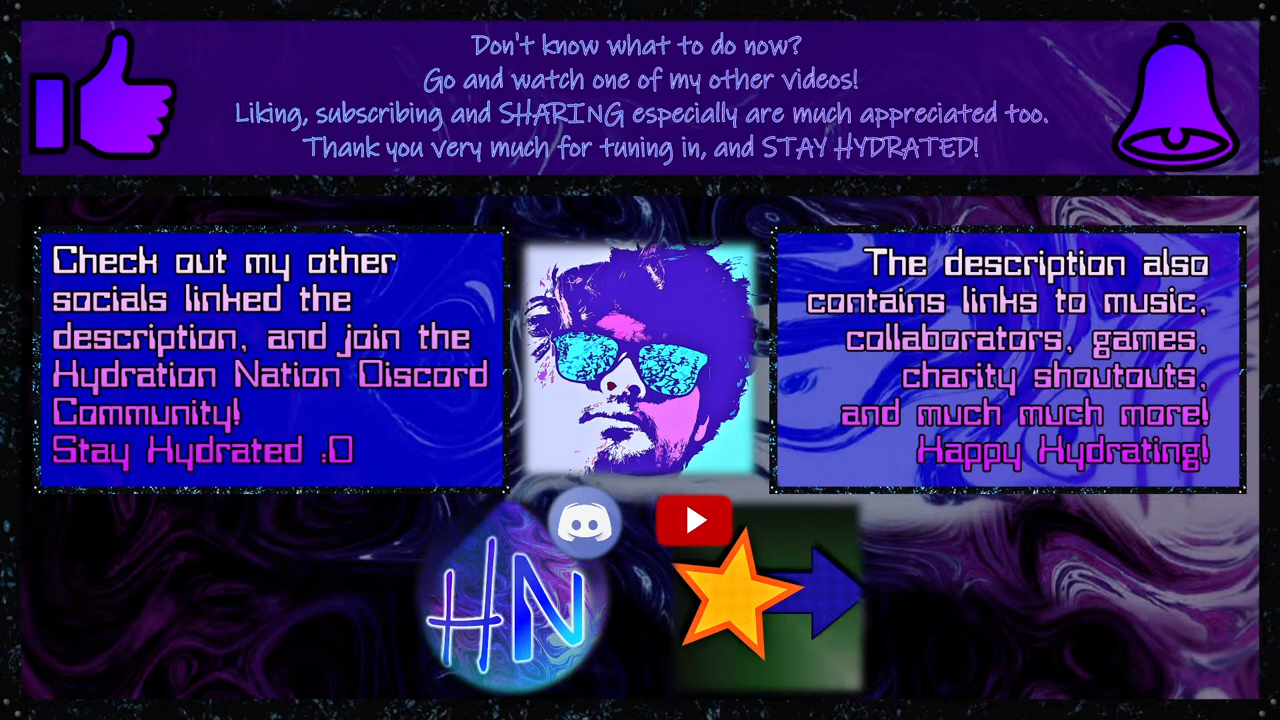 Don't know what to do now?
Go and watch one of my other videos!
Liking, subscribing and SHARING especially are much appreciated too.
Thank you very much for tuning in, and STAY HYDRATED!
Check out my other
socials linked the
description, and join the
Hydration Nation Discord
Community!
Stay Hydrated :D
The description also
contains links to music,
collaborators, games,
charity shoutouts,
and much much more!
Happy Hydrating!
HN